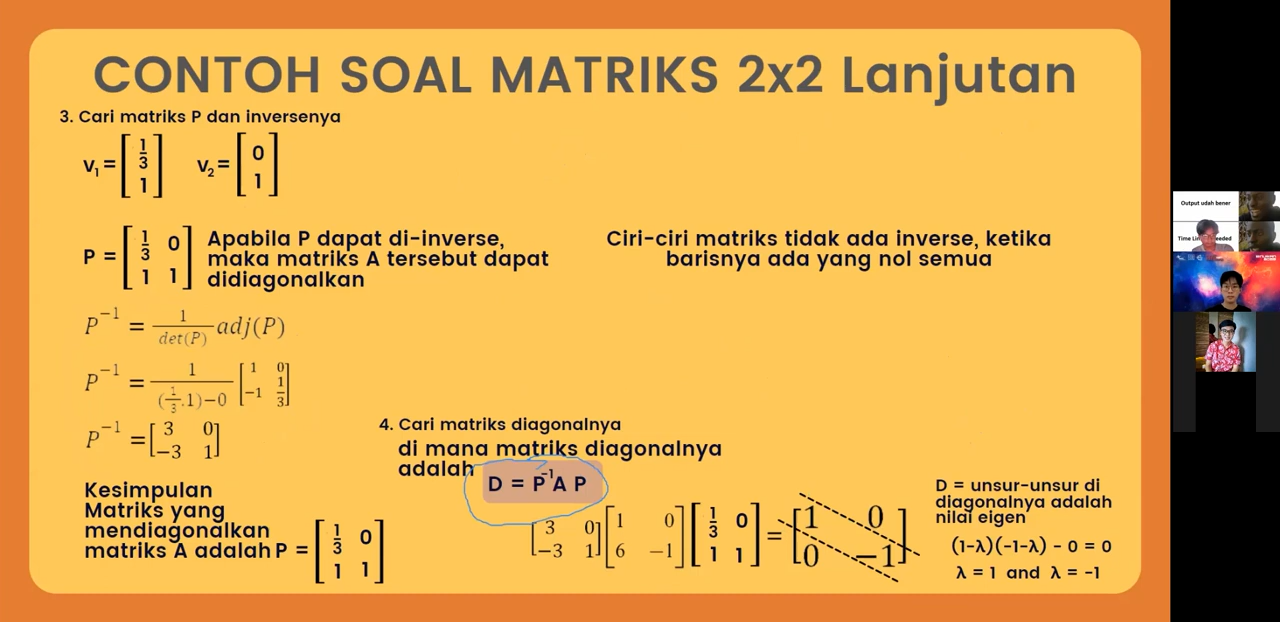 CONTOH SOAL MATRIKS 2x2 Lanjutan
3. Cari matriks P dan inversenya
v₁ = [1/3 1] v₂ = [0 1]
P = [1/3 0 1 1]
Apabila P dapat di-inverse,
maka matriks A tersebut dapat
didiagonalkan
Ciri-ciri matriks tidak ada inverse, ketika
barisnya ada yang nol semua
P⁻¹ = 1/det(P) adj(P)
P⁻¹ = 1/((1/3.1)−0) [1 0 −1 1/3]
P⁻¹ = [3 0 −3 1]
Kesimpulan
Matriks yang
mendiagonalkan
matriks A adalah P = [1/3 0 1 1]
4. Cari matriks diagonalnya
di mana matriks diagonalnya
adalah
D = P⁻¹A P
[3 0 −3 1] [1 0 6 −1] [1/3 0 1 1] = [1 0 0 −1]
D = unsur-unsur di
diagonalnya adalah
nilai eigen
(1-λ)(-1-λ) - 0 = 0
λ = 1 and λ = -1
Output udah bener